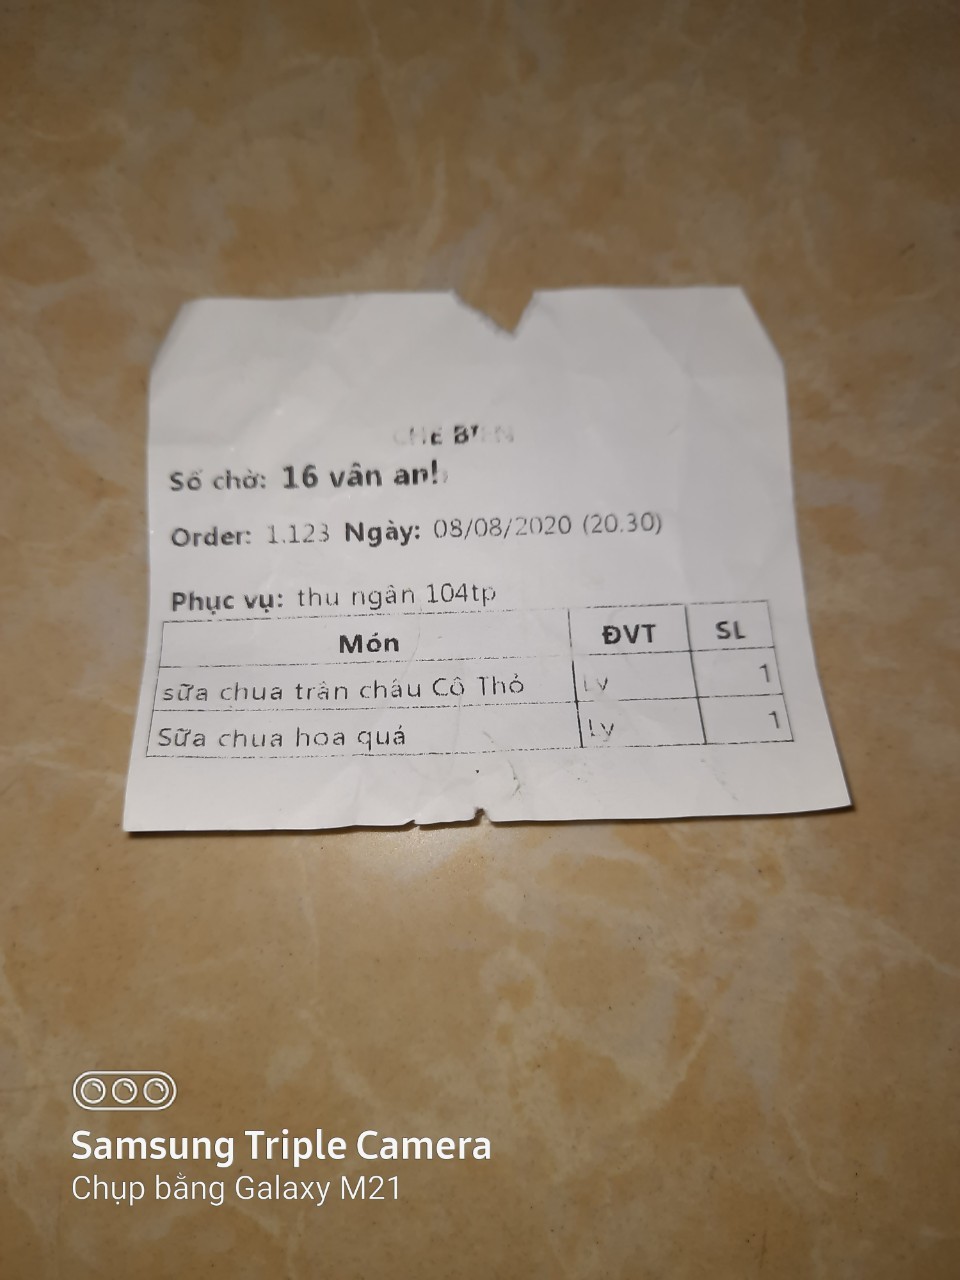 CHẾ BIẾN
Số chờ: 16 vân an!
Order: 1.123 Ngày: 08/08/2020 (20.30)
Phục vụ: thu ngân 104tp
Món ĐVT SL
sữa chua trân châu Cô Thỏ Ly 1
Sữa chua hoa quả Ly 1
Samsung Triple Camera
Chụp bằng Galaxy M21